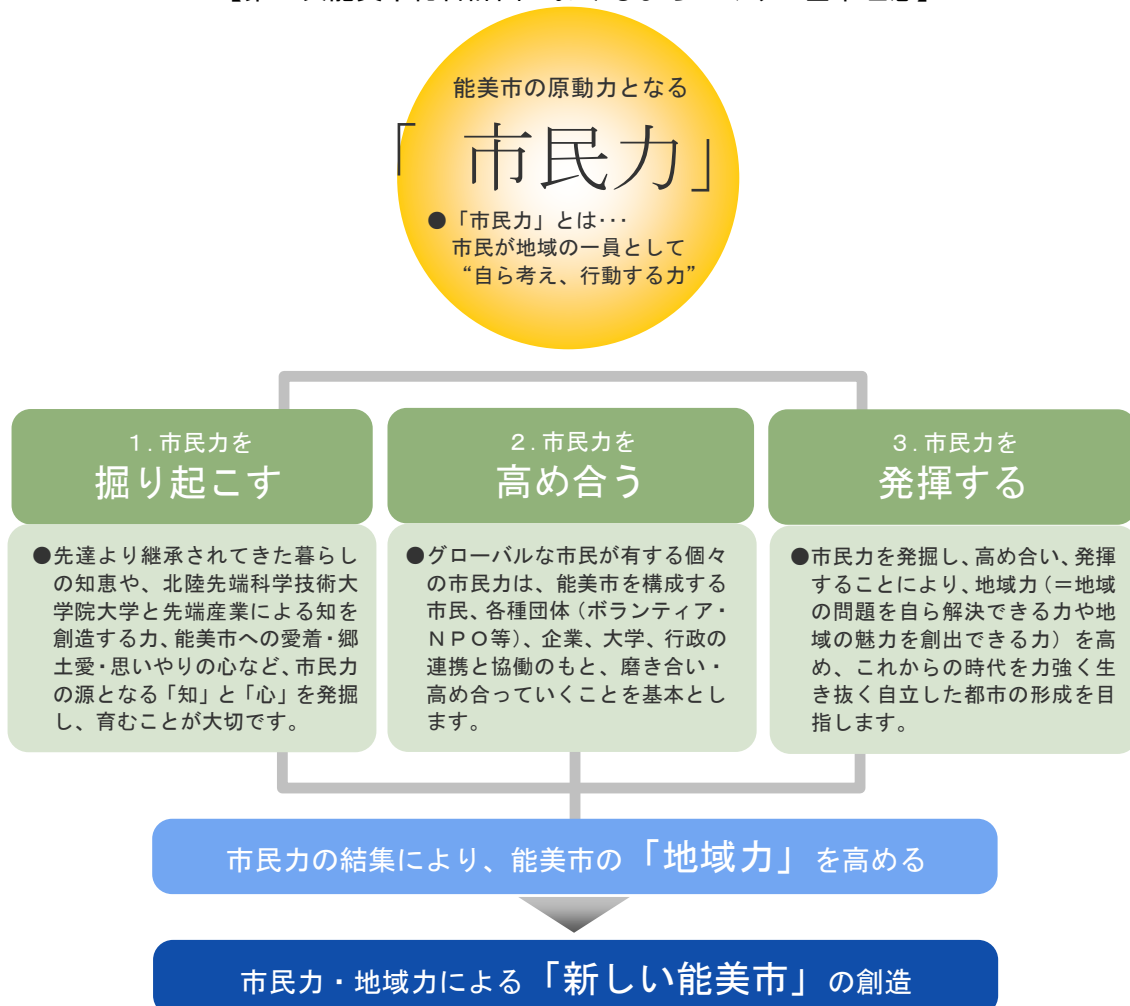 能美市の原動力となる
「市民力」
●「市民力」とは･･･
市民が地域の一員として
“自ら考え、行動する力”
１.市民力を
掘り起こす
●先達より継承されてきた暮らし
の知恵や、北陸先端科学技術大
学院大学と先端産業による知を
創造する力、能美市への愛着・郷
土愛・思いやりの心など、市民力
の源となる「知」と「心」を発掘
し、育むことが大切です。
２.市民力を
高め合う
●グローバルな市民が有する個々
の市民力は、能美市を構成する
市民、各種団体（ボランティア・
ＮＰＯ等）、企業、大学、行政の
連携と協働のもと、磨き合い・
高め合っていくことを基本とし
ます。
３.市民力を
発揮する
●市民力を発掘し、高め合い、発揮
することにより、地域力（＝地域
の問題を自ら解決できる力や地
域の魅力を創出できる力）を高
め、これからの時代を力強く生
き抜く自立した都市の形成を目
指します。
市民力の結集により、能美市の「地域力」を高める
市民力・地域力による「新しい能美市」の創造